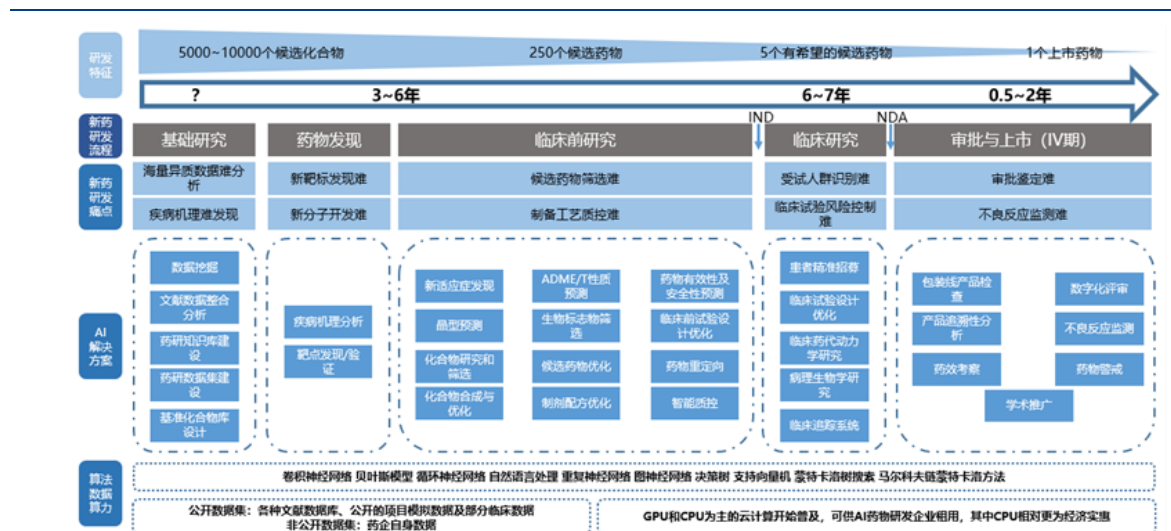 研发
特征
5000~10000个候选化合物
250个候选药物
5个有希望的候选药物
1个上市药物
?
3~6年
6~7年
0.5~2年
IND
NDA
新药
研发
流程
基础研究
药物发现
临床前研究
临床研究
审批与上市（IV期）
新药
研发
痛点
海量异质数据难分
析
新靶标发现难
候选药物筛选难
受试人群识别难
审批鉴定难
疾病机理难发现
新分子开发难
制备工艺质控难
临床试验风险控制
难
不良反应监测难
AI
解决
方案
数据挖掘
文献数据整合
分析
药研知识库建
设
药研数据集建
设
基准化合物库
设计
疾病机理分析
靶点发现/验
证
新适应症发现
晶型预测
化合物研究和
筛选
化合物合成与
优化
ADME/T性质
预测
生物标志物筛
选
候选药物优化
制剂配方优化
药物有效性及
安全性预测
临床前试验设
计优化
药物重定向
智能质控
患者精准招募
临床试验设计
优化
临床药代动力
学研究
病理生物学研
究
临床追踪系统
包装线产品检
查
产品追溯性分
析
药效考察
数字化评审
不良反应监测
药物警戒
学术推广
算法
数据
算力
卷积神经网络 贝叶斯模型 循环神经网络 自然语言处理 重复神经网络 图神经网络 决策树 支持向量机 蒙特卡洛树搜索 马尔科夫链蒙特卡洛方法
公开数据集：各种文献数据库、公开的项目模拟数据及部分临床数据
非公开数据集：药企自身数据
GPU和CPU为主的云计算开始普及，可供AI药物研发企业租用，其中CPU相对更为经济实惠